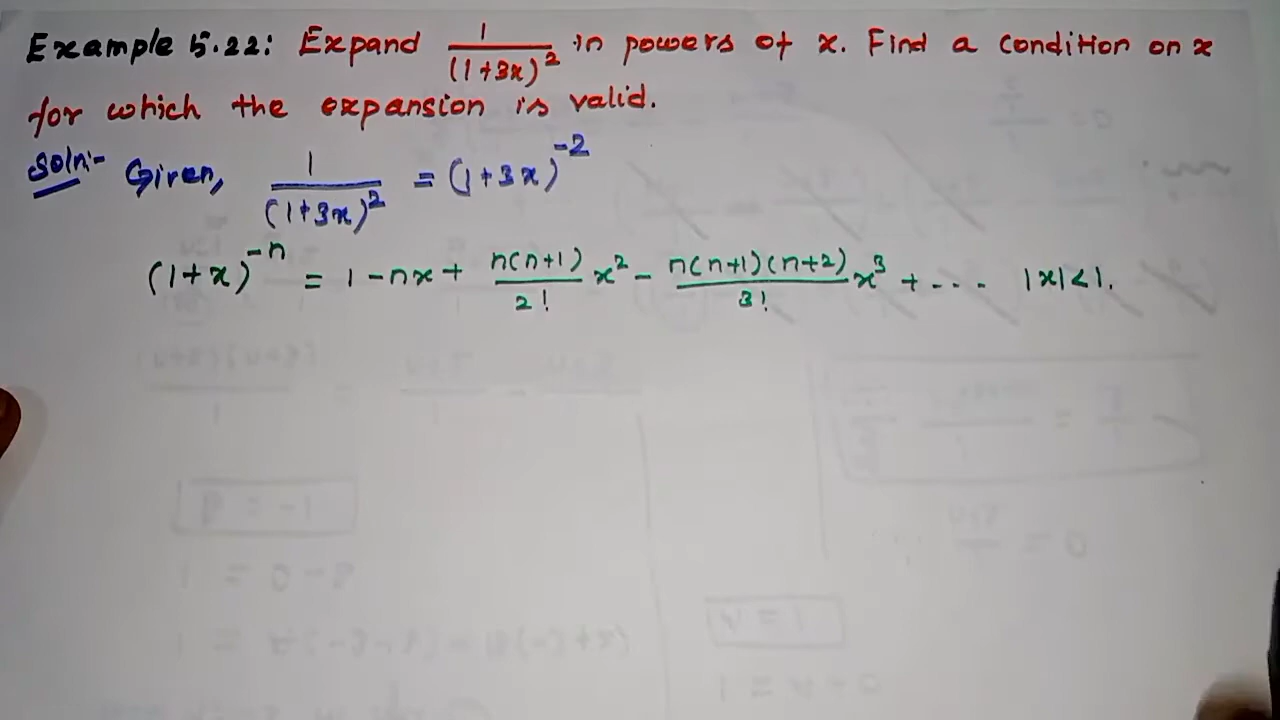 Example 5.22: Expand 1/(1+3x)² in powers of x. Find a condition on x
for which the expansion is valid.
Soln:- Given, 1/(1+3x)² = (1+3x)⁻²
(1+x)⁻ⁿ = 1 - nx + n(n+1)/2! x² - n(n+1)(n+2)/3! x³ + ... |x|<1.